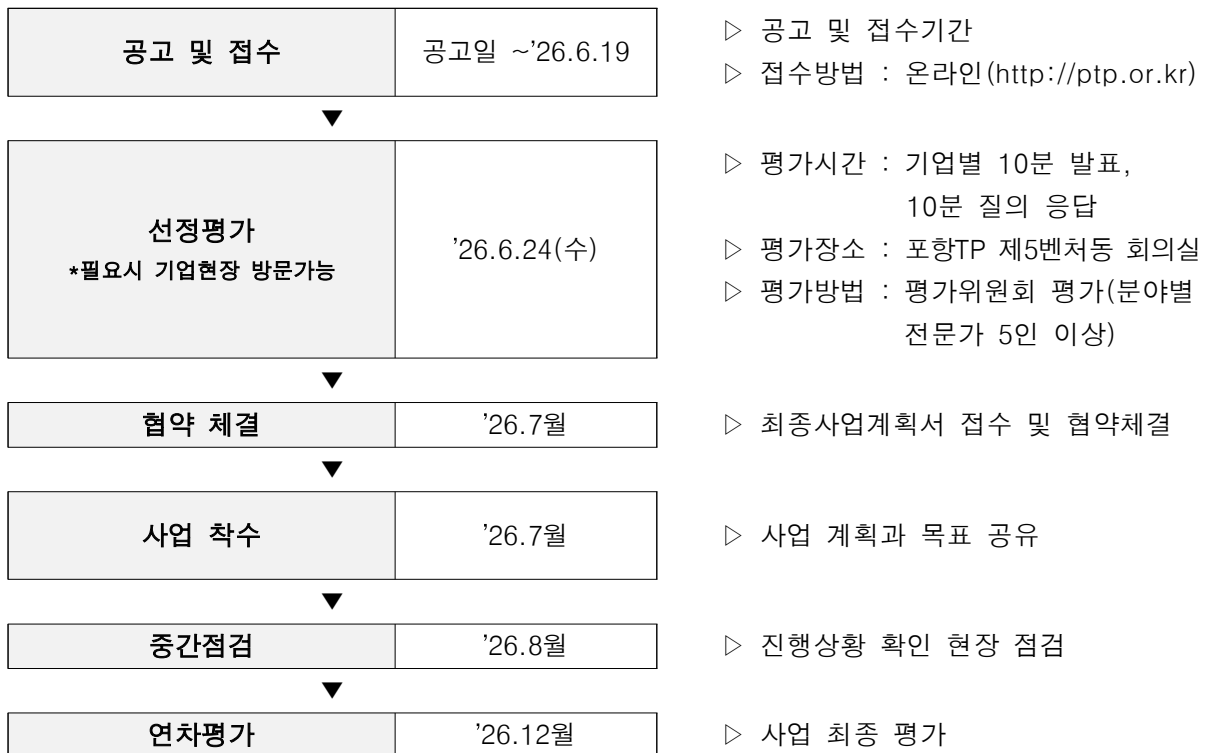 공고 및 접수
공고일 ~’26.6.19
▷ 공고 및 접수기간
▷ 접수방법 : 온라인(http://ptp.or.kr)
▼
선정평가
*필요시 기업현장 방문가능
’26.6.24(수)
▷ 평가시간 : 기업별 10분 발표,
10분 질의 응답
▷ 평가장소 : 포항TP 제5벤처동 회의실
▷ 평가방법 : 평가위원회 평가(분야별
전문가 5인 이상)
▼
협약 체결
’26.7월
▷ 최종사업계획서 접수 및 협약체결
▼
사업 착수
’26.7월
▷ 사업 계획과 목표 공유
▼
중간점검
’26.8월
▷ 진행상황 확인 현장 점검
▼
연차평가
’26.12월
▷ 사업 최종 평가